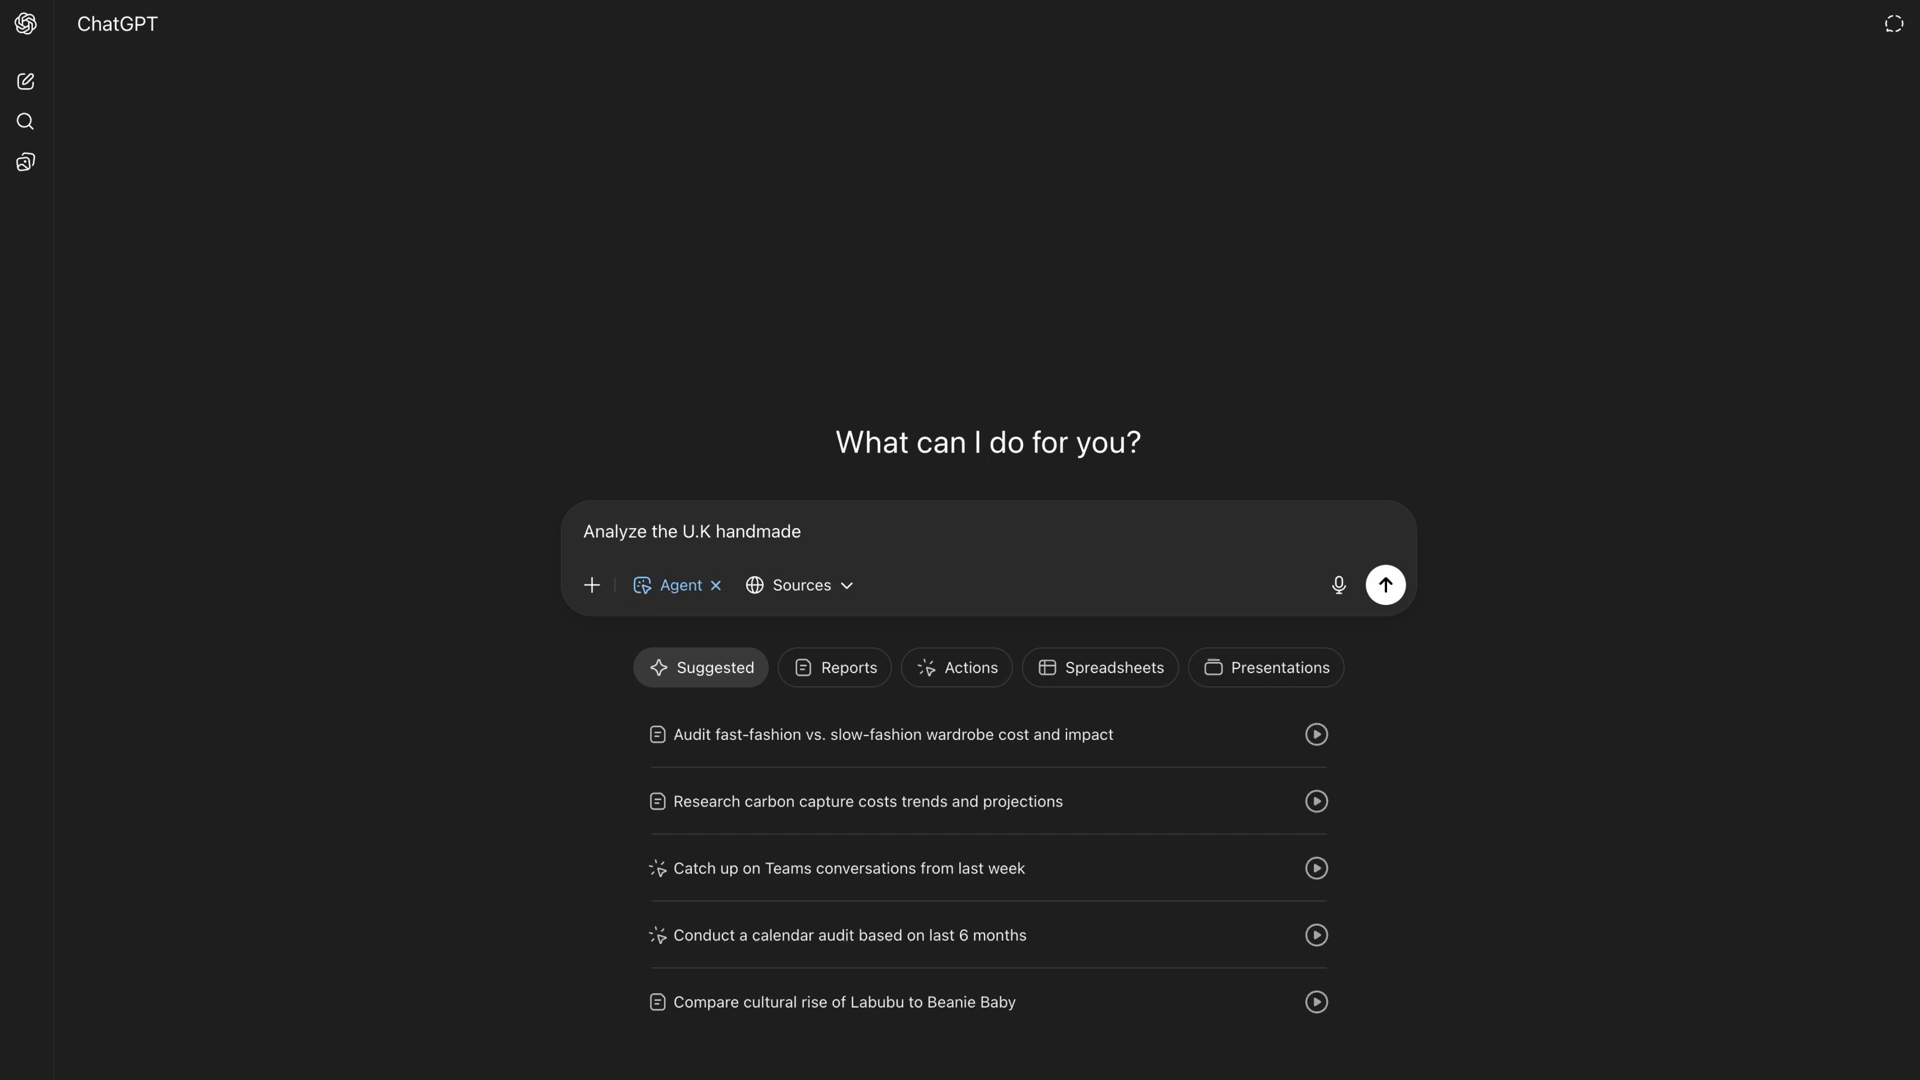 ChatGPT
What can I do for you?
Analyze the U.K handmade
Agent
Sources
Suggested
Reports
Actions
Spreadsheets
Presentations
Audit fast-fashion vs. slow-fashion wardrobe cost and impact
Research carbon capture costs trends and projections
Catch up on Teams conversations from last week
Conduct a calendar audit based on last 6 months
Compare cultural rise of Labubu to Beanie Baby